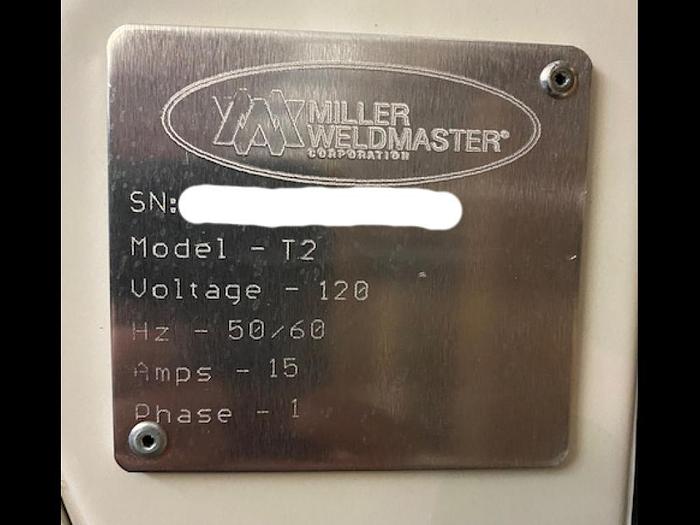 MILLER
WELDMASTER®
CORPORATION
SN:
Model - T2
Voltage - 120
Hz - 50/60
Amps - 15
Phase - 1